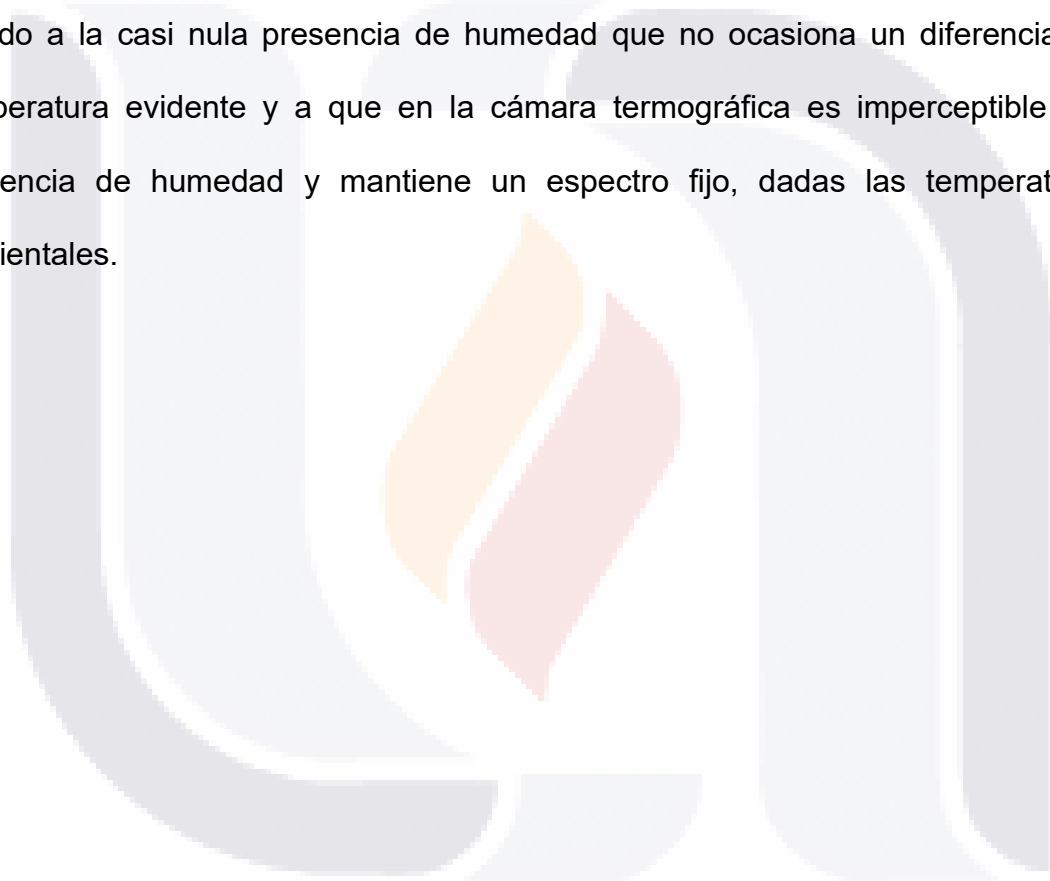 do a la casi nula presencia de humedad que no ocasiona un diferencia
peratura evidente y a que en la cámara termográfica es imperceptible
encia de humedad y mantiene un espectro fijo, dadas las temperat
ientales.